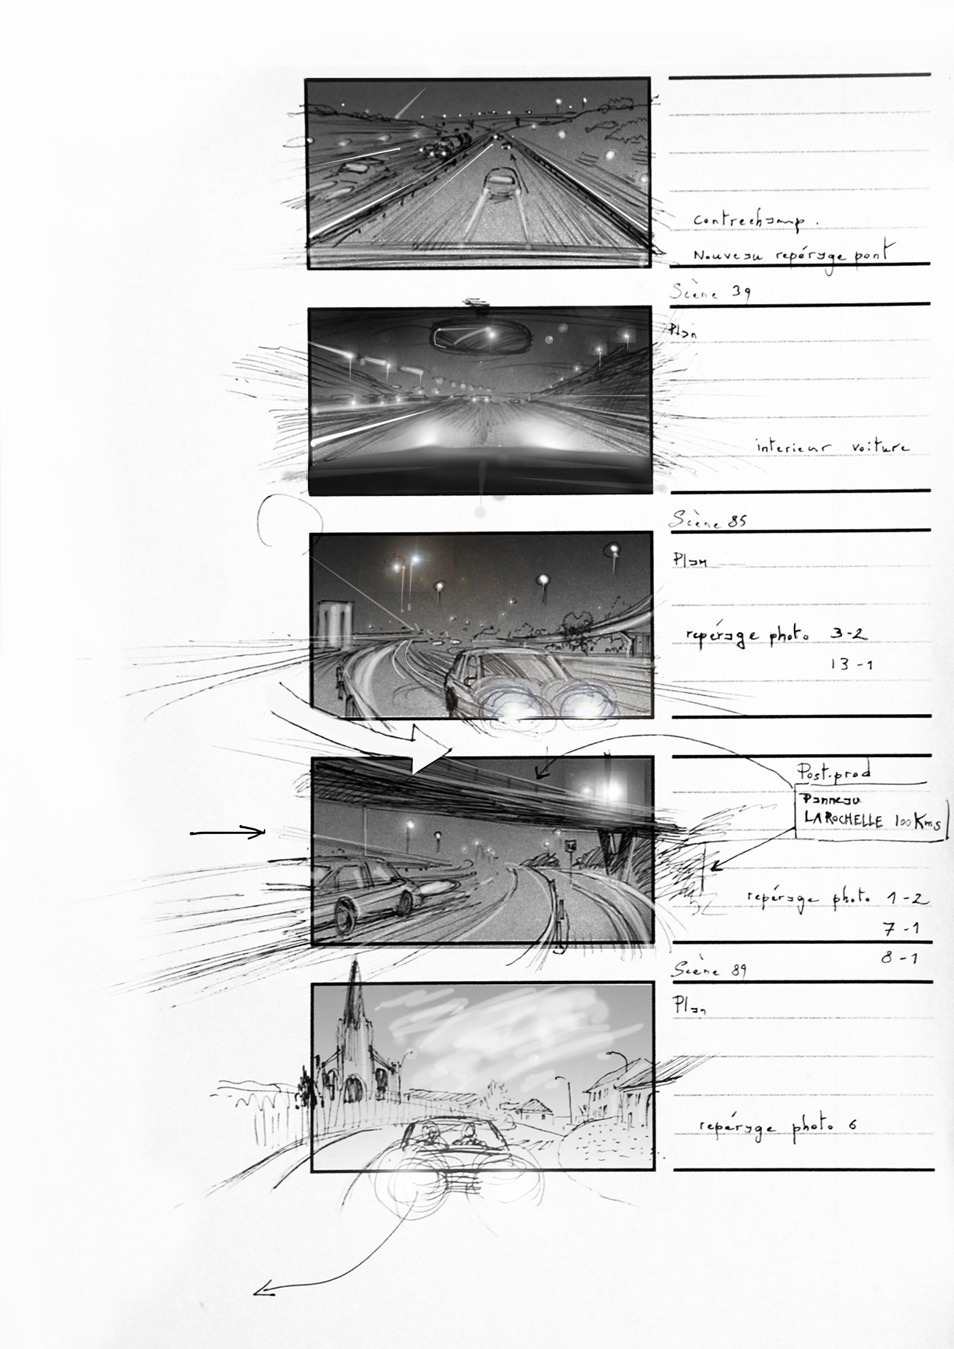 contrechamp.
Nouveau repérage pont
Scène 39
Plan
interieur voiture
Scène 85
Plan
repérage photo 3-2
13-1
Post-prod
Panneau
LA ROCHELLE 100 Kms
repérage photo 1-2
7-1
8-1
Scène 89
Plan
repérage photo 6